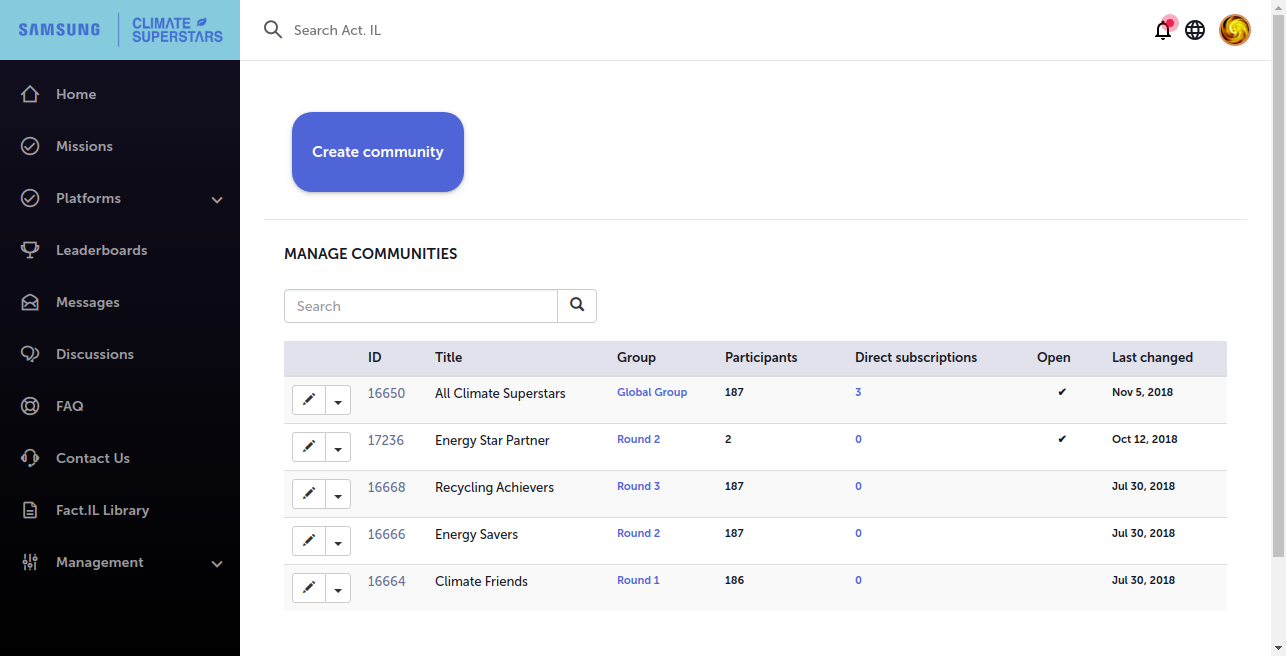 SAMSUNG
CLIMATE
SUPERSTARS
Search Act. IL
Home
Missions
Platforms
Leaderboards
Messages
Discussions
FAQ
Contact Us
Fact.IL Library
Management
Create community
MANAGE COMMUNITIES
Search
ID Title Group Participants Direct subscriptions Open Last changed
16650 All Climate Superstars Global Group 187 3 ✔ Nov 5, 2018
17236 Energy Star Partner Round 2 2 0 ✔ Oct 12, 2018
16668 Recycling Achievers Round 3 187 0 Jul 30, 2018
16666 Energy Savers Round 2 187 0 Jul 30, 2018
16664 Climate Friends Round 1 186 0 Jul 30, 2018